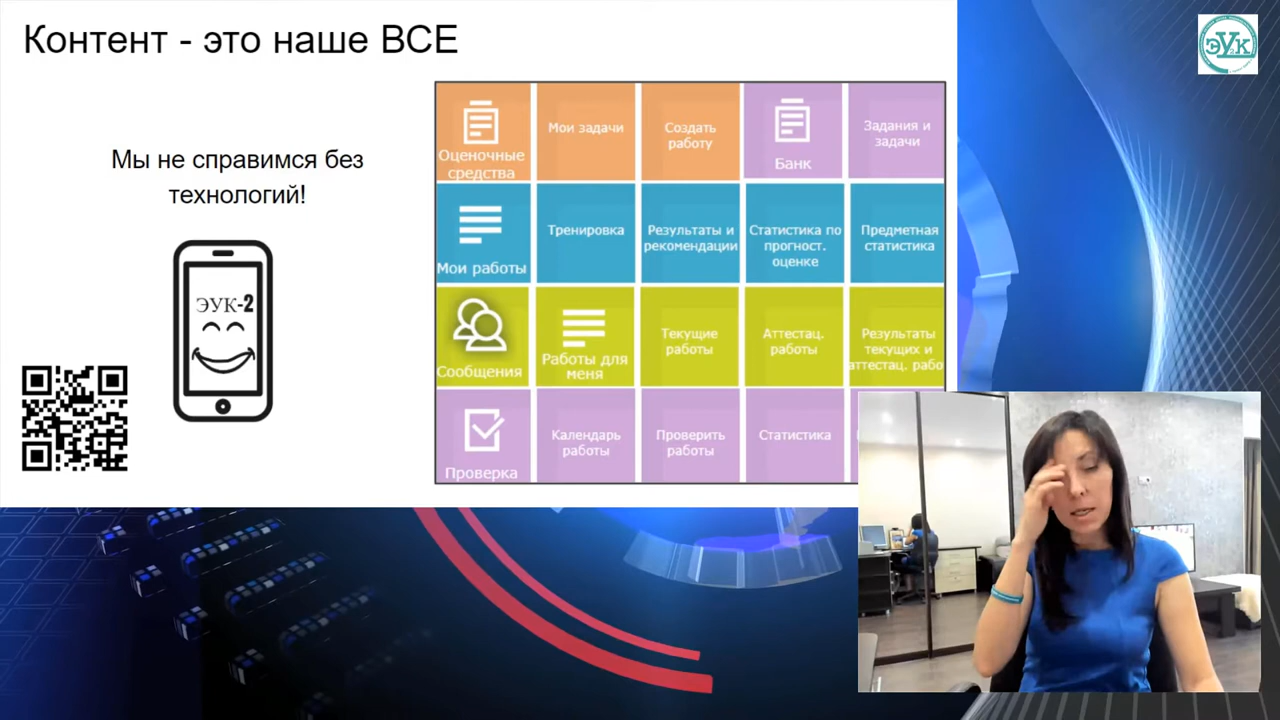 Контент - это наше ВСЕ
ЭУК
Мы не справимся без
технологий!
ЭУК-2
Оценочные
средства
Мои задачи
Создать
работу
Банк
Задания и
задачи
Мои работы
Тренировка
Результаты и
рекомендации
Статистика по
прогност.
оценке
Предметная
статистика
Сообщения
Работы для
меня
Текущие
работы
Аттестац.
работы
Результаты
текущих и
аттестац. рабо
Проверка
Календарь
работы
Проверить
работы
Статистика